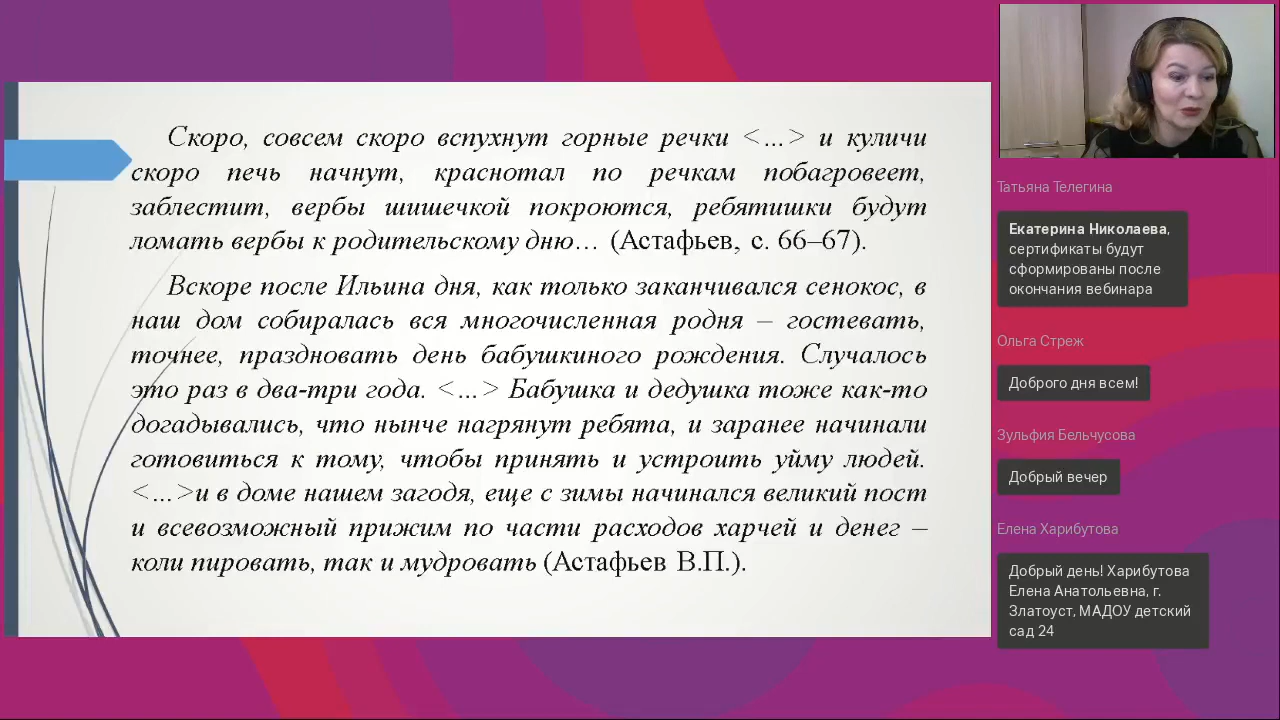 Скоро, совсем скоро вспухнут горные речки <…> и куличи
скоро печь начнут, краснотал по речкам побагровеет,
заблестит, вербы шишечкой покроются, ребятишки будут
ломать вербы к родительскому дню… (Астафьев, с. 66–67).
Вскоре после Ильина дня, как только заканчивался сенокос, в
наш дом собиралась вся многочисленная родня – гостевать,
точнее, праздновать день бабушкиного рождения. Случалось
это раз в два-три года. <…> Бабушка и дедушка тоже как-то
догадывались, что нынче нагрянут ребята, и заранее начинали
готовиться к тому, чтобы принять и устроить уйму людей.
<…>и в доме нашем загодя, еще с зимы начинался великий пост
и всевозможный прижим по части расходов харчей и денег –
коли пировать, так и мудровать (Астафьев В.П.).
Татьяна Телегина
Екатерина Николаева,
сертификаты будут
сформированы после
окончания вебинара
Ольга Стреж
Доброго дня всем!
Зульфия Бельчусова
Добрый вечер
Елена Харибутова
Добрый день! Харибутова
Елена Анатольевна, г.
Златоуст, МАДОУ детский
сад 24